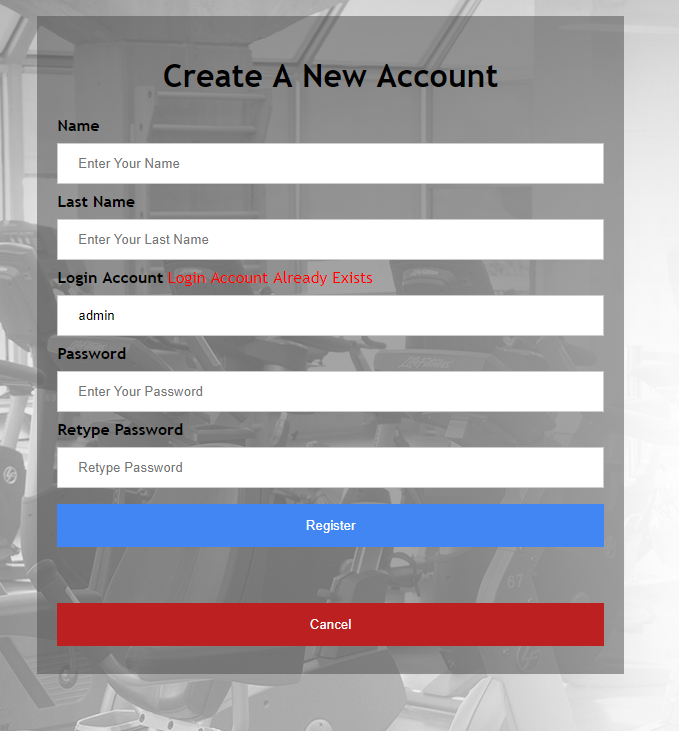 Create A New Account
Name
Enter Your Name
Last Name
Enter Your Last Name
Login Account Login Account Already Exists
admin
Password
Enter Your Password
Retype Password
Retype Password
Register
67
Cancel